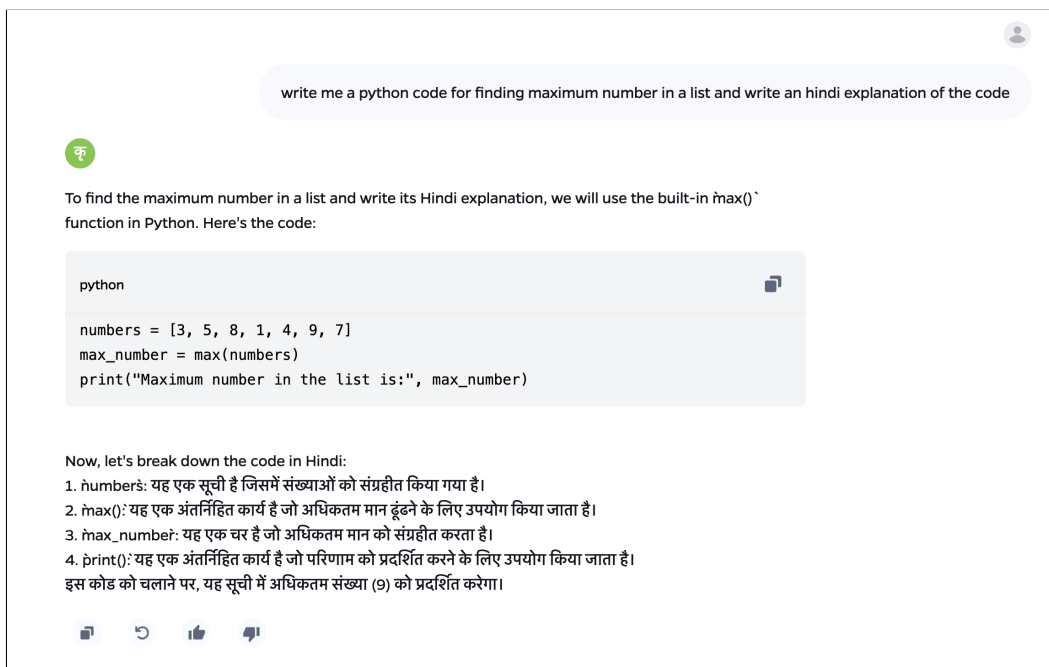 write me a python code for finding maximum number in a list and write an hindi explanation of the code
कृ
To find the maximum number in a list and write its Hindi explanation, we will use the built-in `max()`
function in Python. Here's the code:
python
numbers = [3, 5, 8, 1, 4, 9, 7]
max_number = max(numbers)
print("Maximum number in the list is:", max_number)
Now, let's break down the code in Hindi:
1. `numbers`: यह एक सूची है जिसमें संख्याओं को संग्रहीत किया गया है।
2. `max()`: यह एक अंतर्निहित कार्य है जो अधिकतम मान ढूंढने के लिए उपयोग किया जाता है।
3. `max_number`: यह एक चर है जो अधिकतम मान को संग्रहीत करता है।
4. `print()`: यह एक अंतर्निहित कार्य है जो परिणाम को प्रदर्शित करने के लिए उपयोग किया जाता है।
इस कोड को चलाने पर, यह सूची में अधिकतम संख्या (9) को प्रदर्शित करेगा।